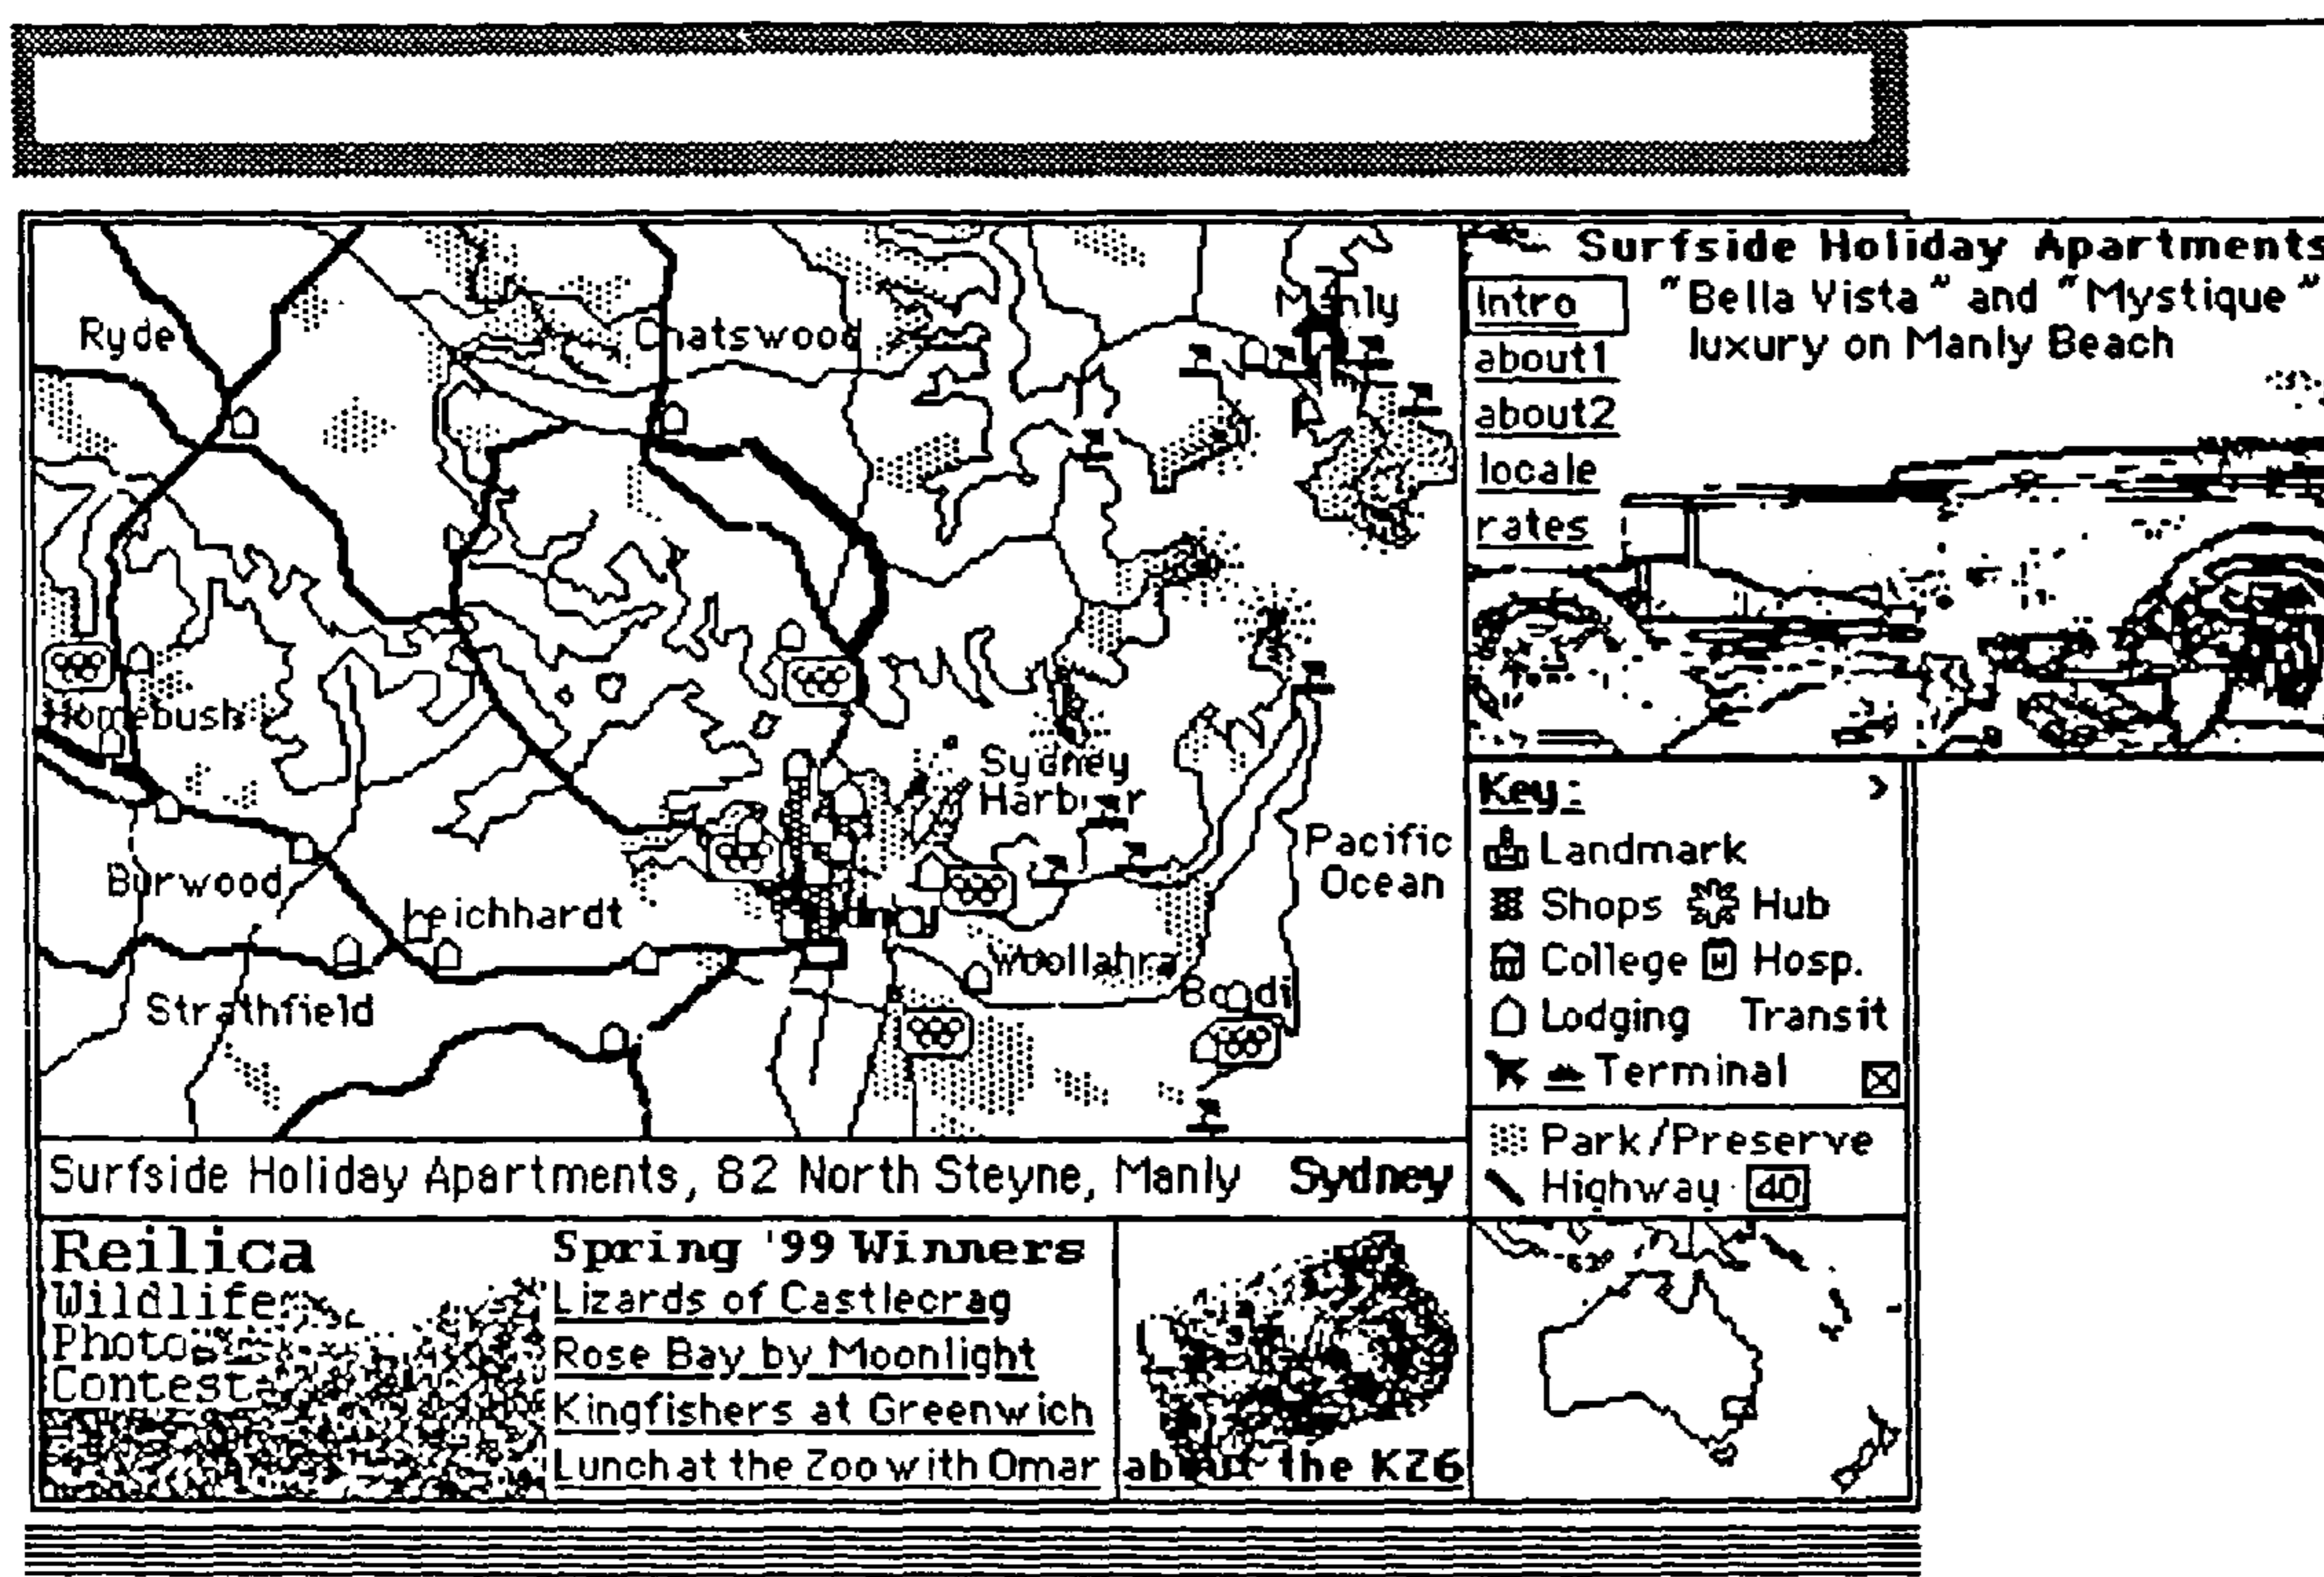 Surfside Holiday Apartments
"Bella Vista" and "Mystique"
luxury on Manly Beach
Intro
about1
about2
locale
rates
Manly
Ryde
Chatswood
Homebush
Sydney
Harbour
Pacific
Ocean
Burwood
Leichhardt
Woollahra
Bondi
Strathfield
Key: >
Landmark
Shops Hub
College H Hosp.
Lodging Transit
Terminal
Park/Preserve
Highway 40
Surfside Holiday Apartments, 82 North Steyne, Manly Sydney
Reilica
Wildlife
Photo
Contest
Spring '99 Winners
Lizards of Castlecrag
Rose Bay by Moonlight
Kingfishers at Greenwich
Lunch at the Zoo with Omar
about the KZ6